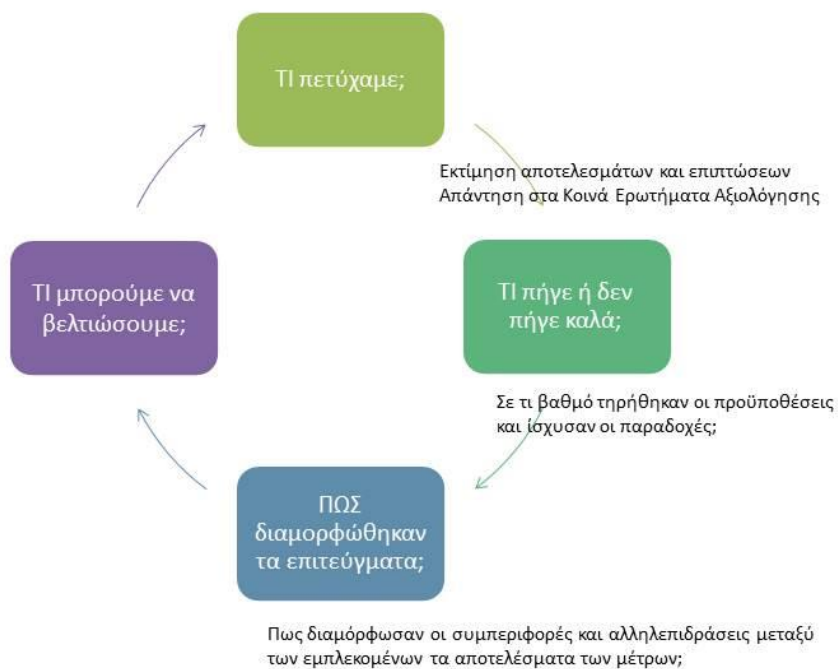 ΤΙ πετύχαμε;
Εκτίμηση αποτελεσμάτων και επιπτώσεων
Απάντηση στα Κοινά Ερωτήματα Αξιολόγησης
ΤΙ πήγε ή δεν
πήγε καλά;
Σε τι βαθμό τηρήθηκαν οι προϋποθέσεις
και ίσχυσαν οι παραδοχές;
ΠΩΣ
διαμορφώθηκαν
τα επιτεύγματα;
Πως διαμόρφωσαν οι συμπεριφορές και αλληλεπιδράσεις μεταξύ
των εμπλεκομένων τα αποτελέσματα των μέτρων;
ΤΙ μπορούμε να
βελτιώσουμε;